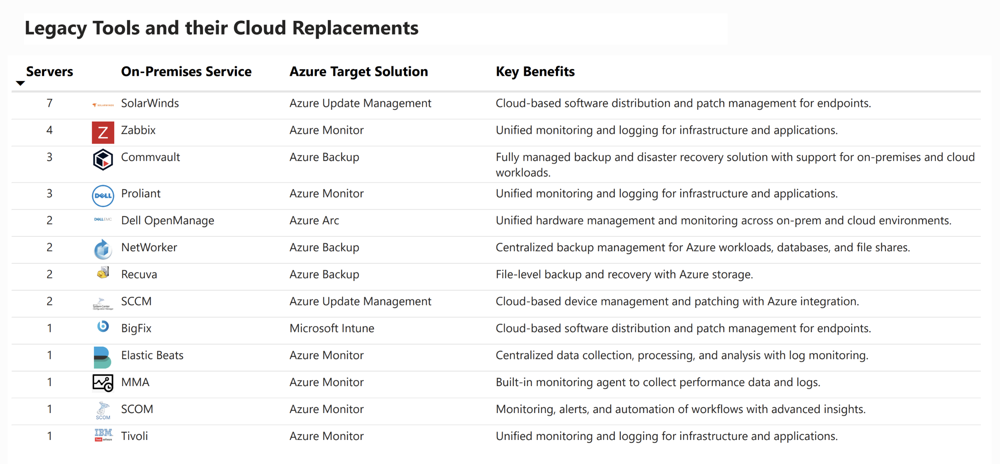 Legacy Tools and their Cloud Replacements
Servers On-Premises Service Azure Target Solution Key Benefits
7 SOLARWINDS SolarWinds Azure Update Management Cloud-based software distribution and patch management for endpoints.
4 Z Zabbix Azure Monitor Unified monitoring and logging for infrastructure and applications.
3 Commvault Azure Backup Fully managed backup and disaster recovery solution with support for on-premises and cloud
workloads.
3 DELL Proliant Azure Monitor Unified monitoring and logging for infrastructure and applications.
2 DELLEMC Dell OpenManage Azure Arc Unified hardware management and monitoring across on-prem and cloud environments.
2 NetWorker Azure Backup Centralized backup management for Azure workloads, databases, and file shares.
2 Recuva Azure Backup File-level backup and recovery with Azure storage.
2 SCCM Azure Update Management Cloud-based device management and patching with Azure integration.
System Center
Configuration Manager
1 b BigFix Microsoft Intune Cloud-based software distribution and patch management for endpoints.
1 Elastic Beats Azure Monitor Centralized data collection, processing, and analysis with log monitoring.
1 MMA Azure Monitor Built-in monitoring agent to collect performance data and logs.
1 SCOM Azure Monitor Monitoring, alerts, and automation of workflows with advanced insights.
SCOM
1 IBM. Tivoli Azure Monitor Unified monitoring and logging for infrastructure and applications.
Tivoli software